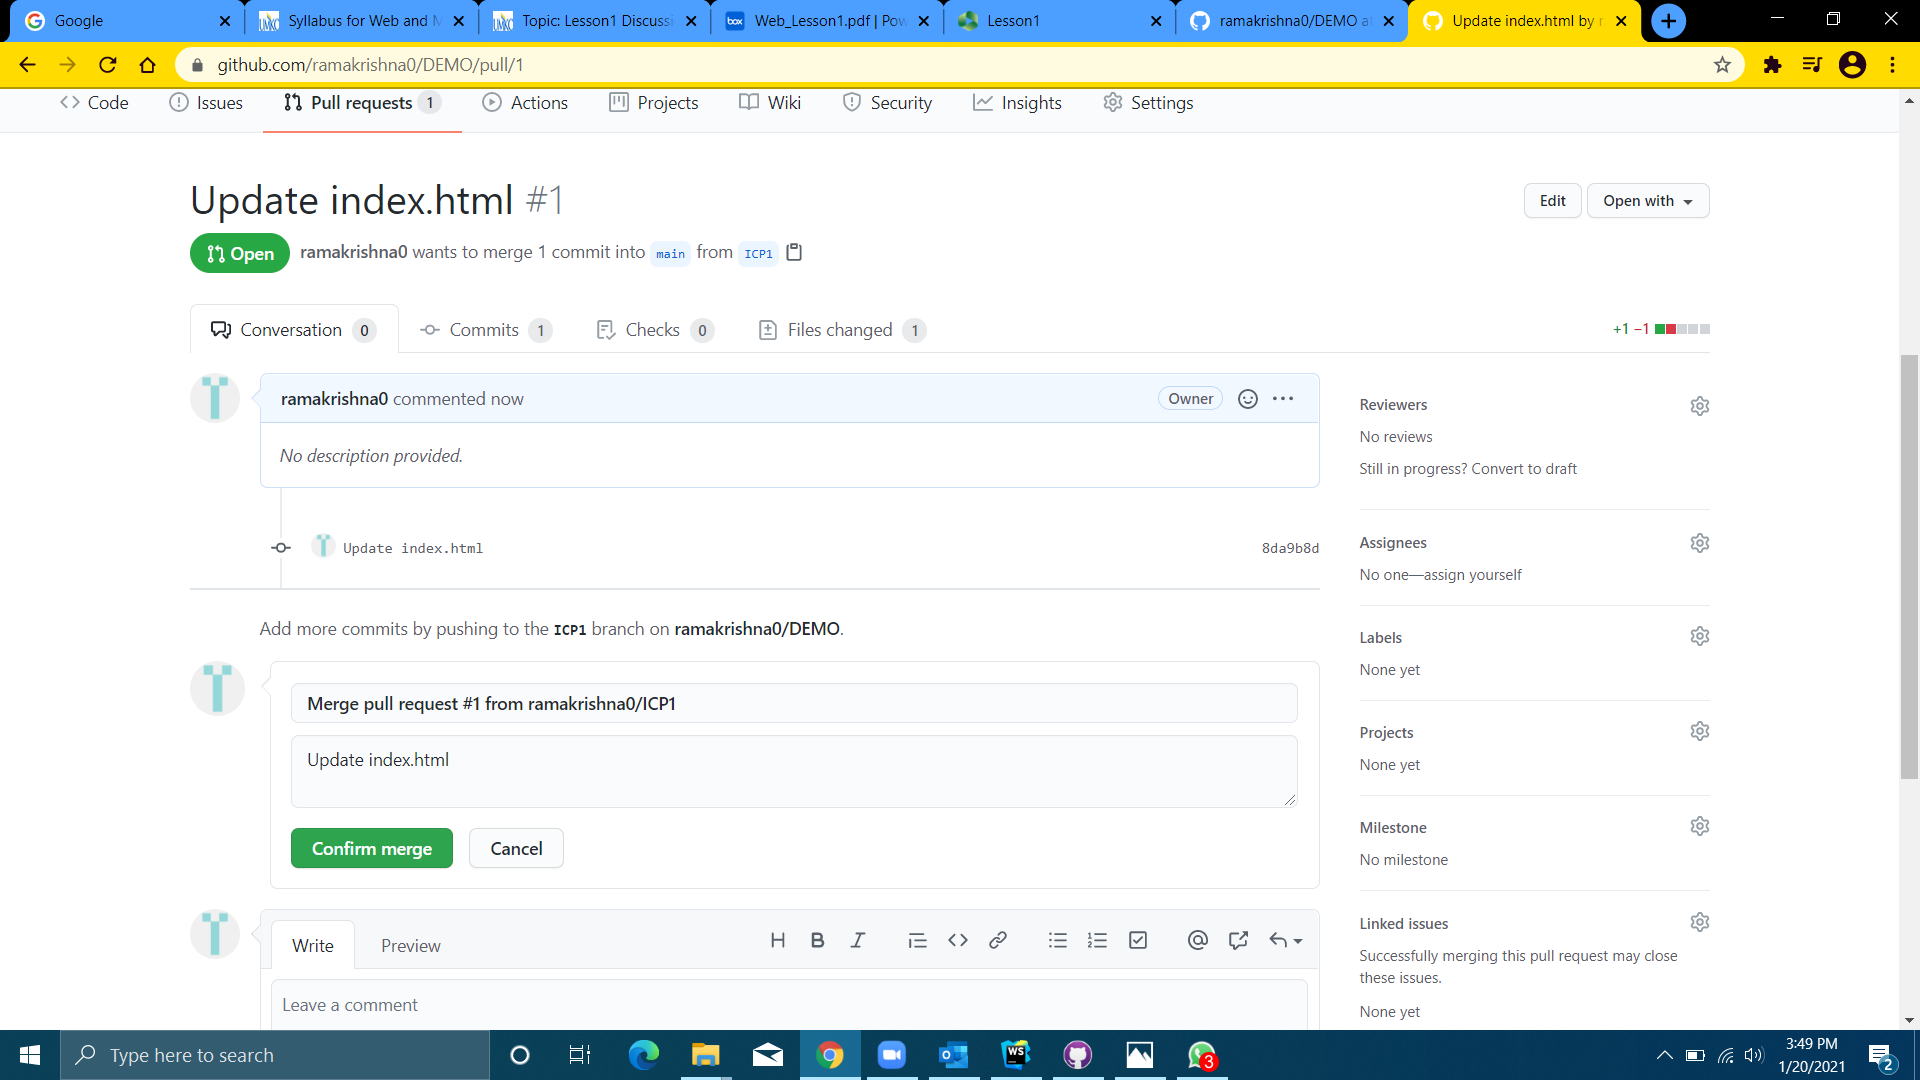 Google
Syllabus for Web and M
Topic: Lesson1 Discussi
box Web_Lesson1.pdf | Pow
Lesson1
ramakrishna0/DEMO a
Update index.html by r
github.com/ramakrishna0/DEMO/pull/1
Code Issues Pull requests 1 Actions Projects Wiki Security Insights Settings
Update index.html #1
Edit Open with
Open ramakrishna0 wants to merge 1 commit into main from ICP1
Conversation 0 Commits 1 Checks 0 Files changed 1
+1 −1
ramakrishna0 commented now
Owner
No description provided.
Update index.html
8da9b8d
Add more commits by pushing to the ICP1 branch on ramakrishna0/DEMO.
Merge pull request #1 from ramakrishna0/ICP1
Update index.html
Confirm merge Cancel
Write Preview
Leave a comment
Reviewers
No reviews
Still in progress? Convert to draft
Assignees
No one—assign yourself
Labels
None yet
Projects
None yet
Milestone
No milestone
Linked issues
Successfully merging this pull request may close
these issues.
None yet
Type here to search
WS
3
3:49 PM
1/20/2021
2